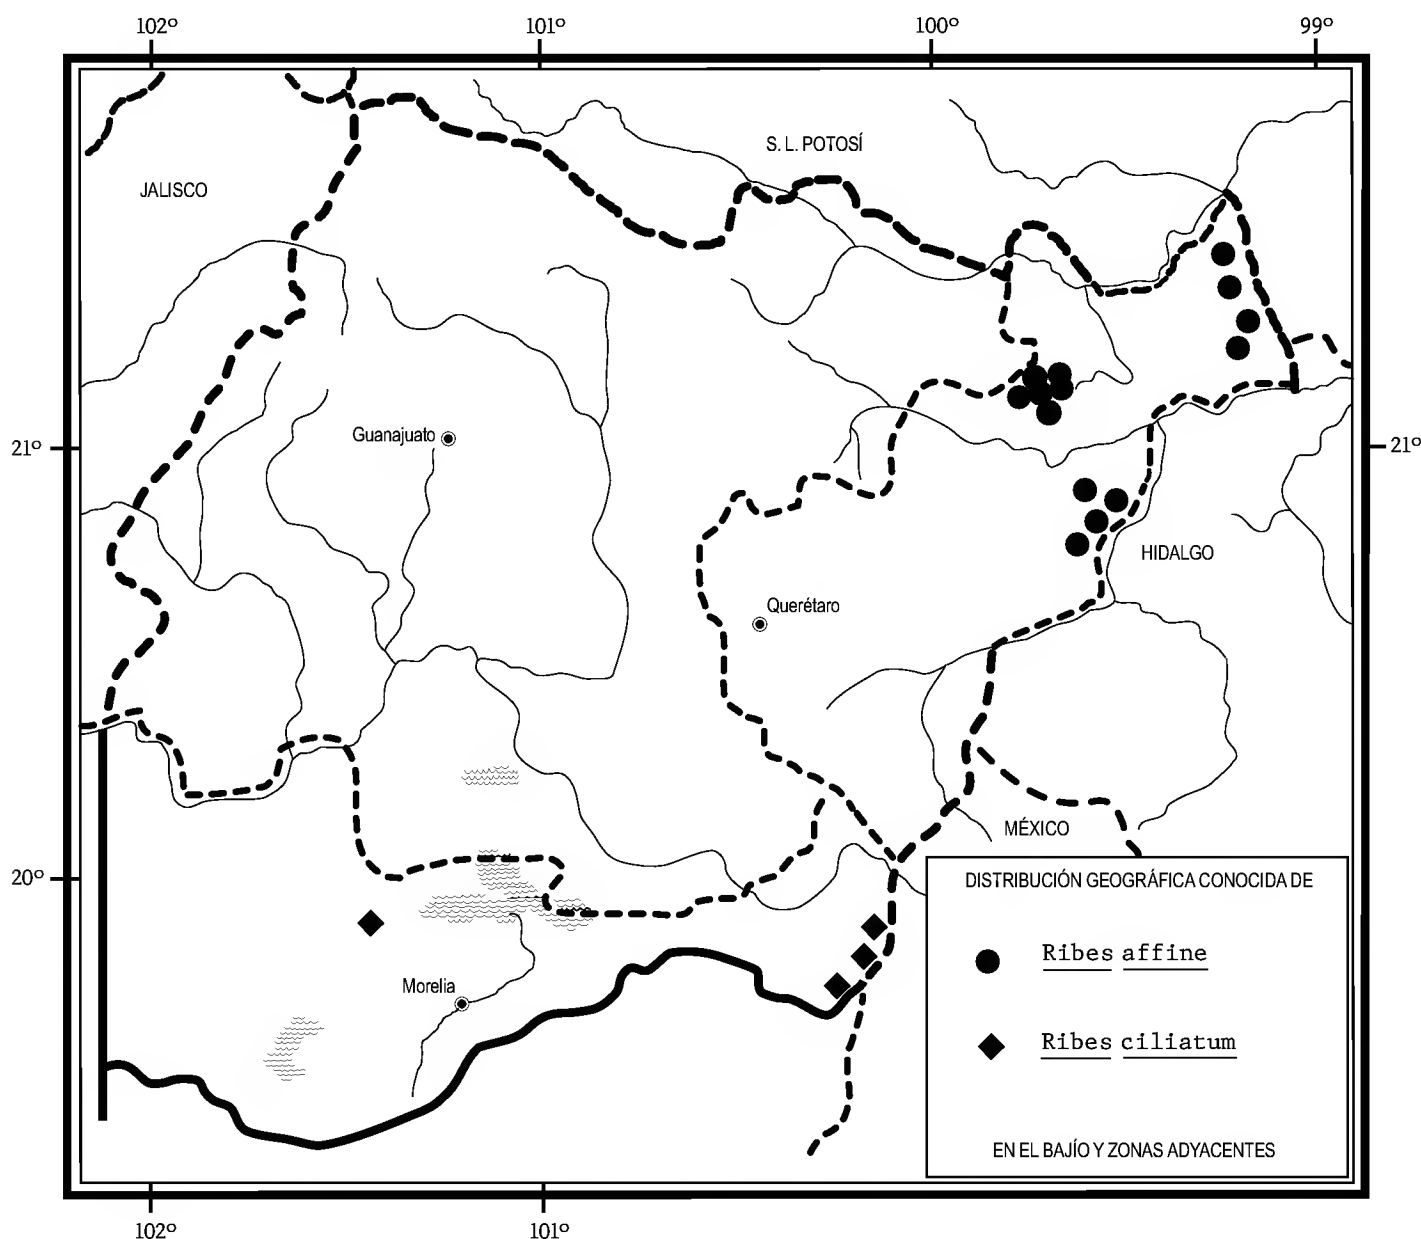 102º
101º
100º
99º
S. L. POTOSÍ
JALISCO
Guanajuato
21º
21º
HIDALGO
Querétaro
MÉXICO
20º
DISTRIBUCIÓN GEOGRÁFICA CONOCIDA DE
Ribes affine
Morelia
Ribes ciliatum
EN EL BAJÍO Y ZONAS ADYACENTES
102º
101º